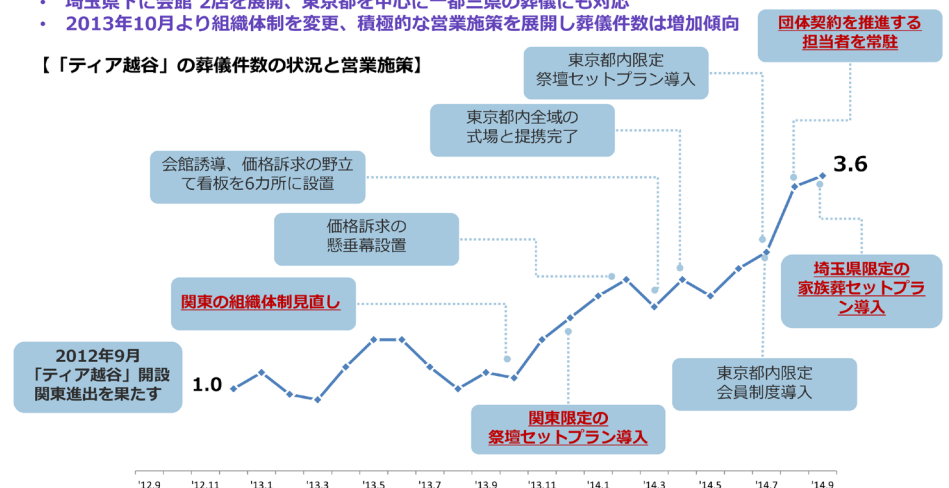 ・ 埼玉県下に会館 2店を展開、東京都を中心に一都三県の葬儀にも対応
・ 2013年10月より組織体制を変更、積極的な営業施策を展開し葬儀件数は増加傾向
【「ティア越谷」の葬儀件数の状況と営業施策】
団体契約を推進する
担当者を常駐
東京都内限定
祭壇セットプラン導入
東京都内全域の
式場と提携完了
会館誘導、価格訴求の野立
て看板を6カ所に設置
3.6
価格訴求の
懸垂幕設置
関東の組織体制見直し
埼玉県限定の
家族葬セットプラ
ン導入
2012年9月
「ティア越谷」開設
関東進出を果たす
1.0
東京都内限定
会員制度導入
関東限定の
祭壇セットプラン導入
'12.9 '12.11 '13.1 '13.3 '13.5 '13.7 '13.9 '13.11 '14.1 '14.3 '14.5 '14.7 '14.9